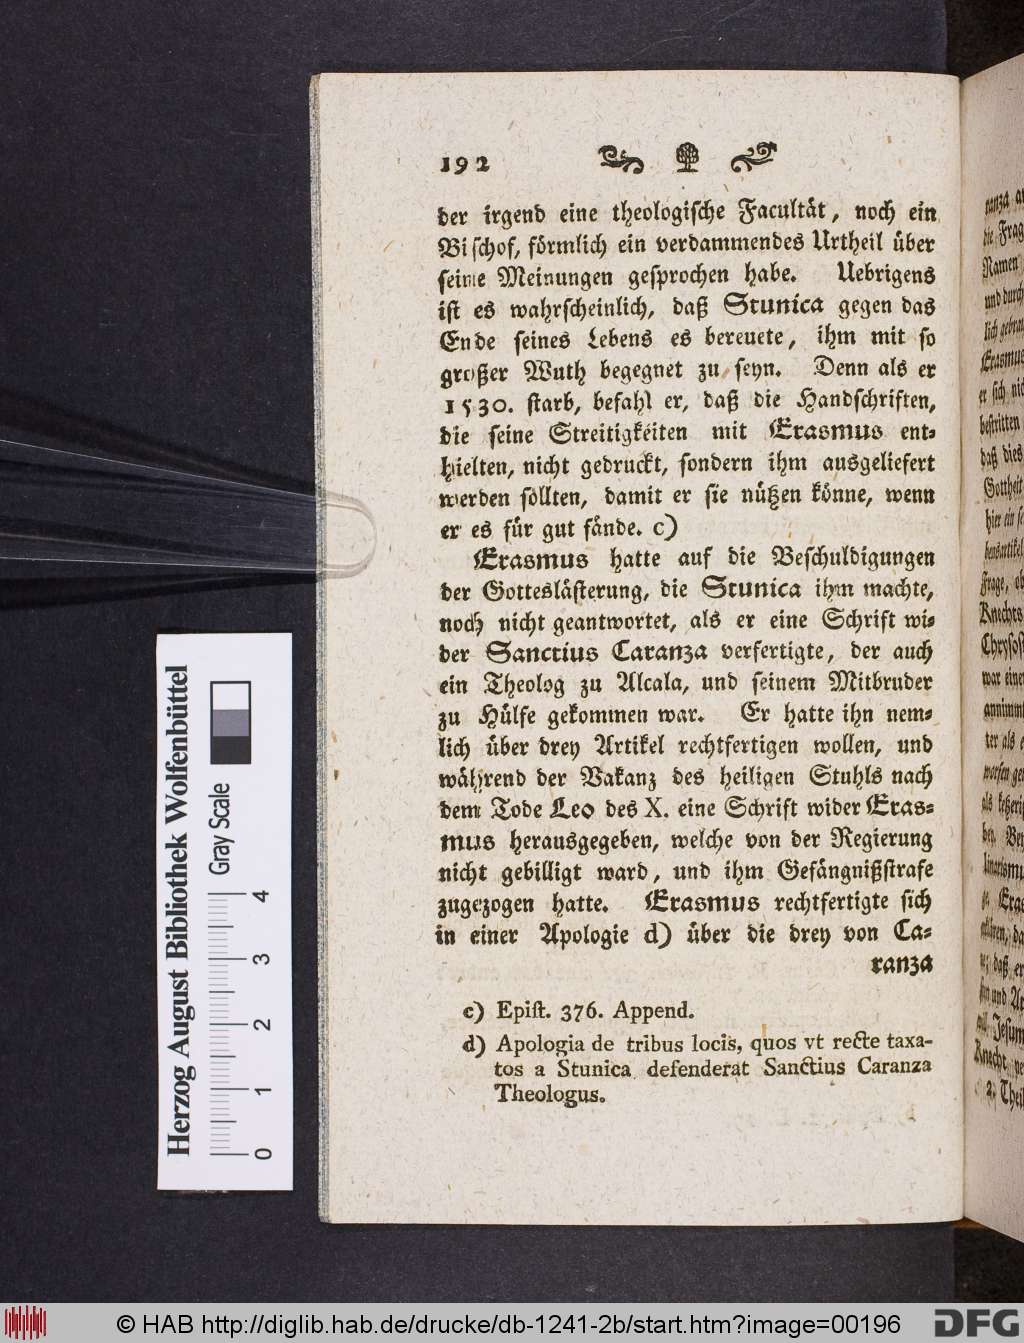 192
der irgend eine theologische Facultät, noch ein
Bischof, förmlich ein verdammendes Urtheil über
seine Meinungen gesprochen habe. Uebrigens
ist es wahrscheinlich, daß Stunica gegen das
Ende seines Lebens es bereuete, ihm mit so
großer Wuth begegnet zu seyn. Denn als er
1530. starb, befahl er, daß die Handschriften,
die seine Streitigkeiten mit Erasmus ent-
hielten, nicht gedruckt, sondern ihm ausgeliefert
werden sollten, damit er sie nützen könne, wenn
er es für gut fände. c)
Erasmus hatte auf die Beschuldigungen
der Gotteslästerung, die Stunica ihm machte,
noch nicht geantwortet, als er eine Schrift wi-
der Sanctius Caranza verfertigte, der auch
ein Theolog zu Alcala, und seinem Mitbruder
zu Hülfe gekommen war. Er hatte ihn nem-
lich über drey Artikel rechtfertigen wollen, und
während der Vakanz des heiligen Stuhls nach
dem Tode Leo des X. eine Schrift wider Eras-
mus herausgegeben, welche von der Regierung
nicht gebilligt ward, und ihm Gefängnißstrafe
zugezogen hatte. Erasmus rechtfertigte sich
in einer Apologie d) über die drey von Ca-
ranza
c) Epist. 376. Append.
d) Apologia de tribus locis, quos vt recte taxa-
tos a Stunica defenderat Sanctius Caranza
Theologus.
Herzog August Bibliothek Wolfenbüttel
Gray Scale
0 1 2 3 4
© HAB http://diglib.hab.de/drucke/db-1241-2b/start.htm?image=00196
DFG